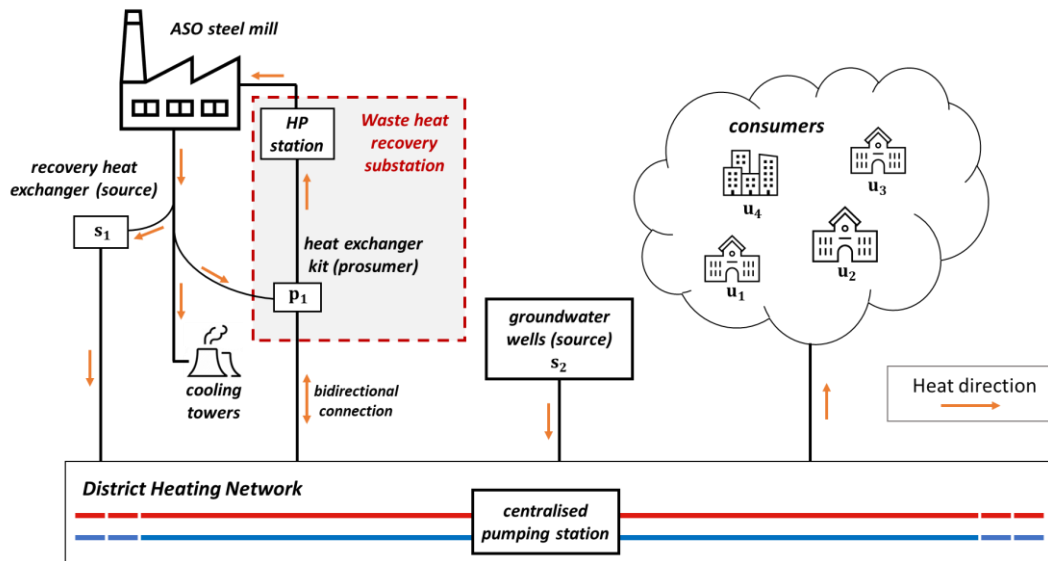 ASO steel mill
HP
station
Waste heat
recovery
substation
recovery heat
exchanger (source)
s₁
heat exchanger
kit (prosumer)
p₁
cooling
towers
bidirectional
connection
groundwater
wells (source)
s₂
consumers
u₄
u₃
u₁
u₂
Heat direction
District Heating Network
centralised
pumping station